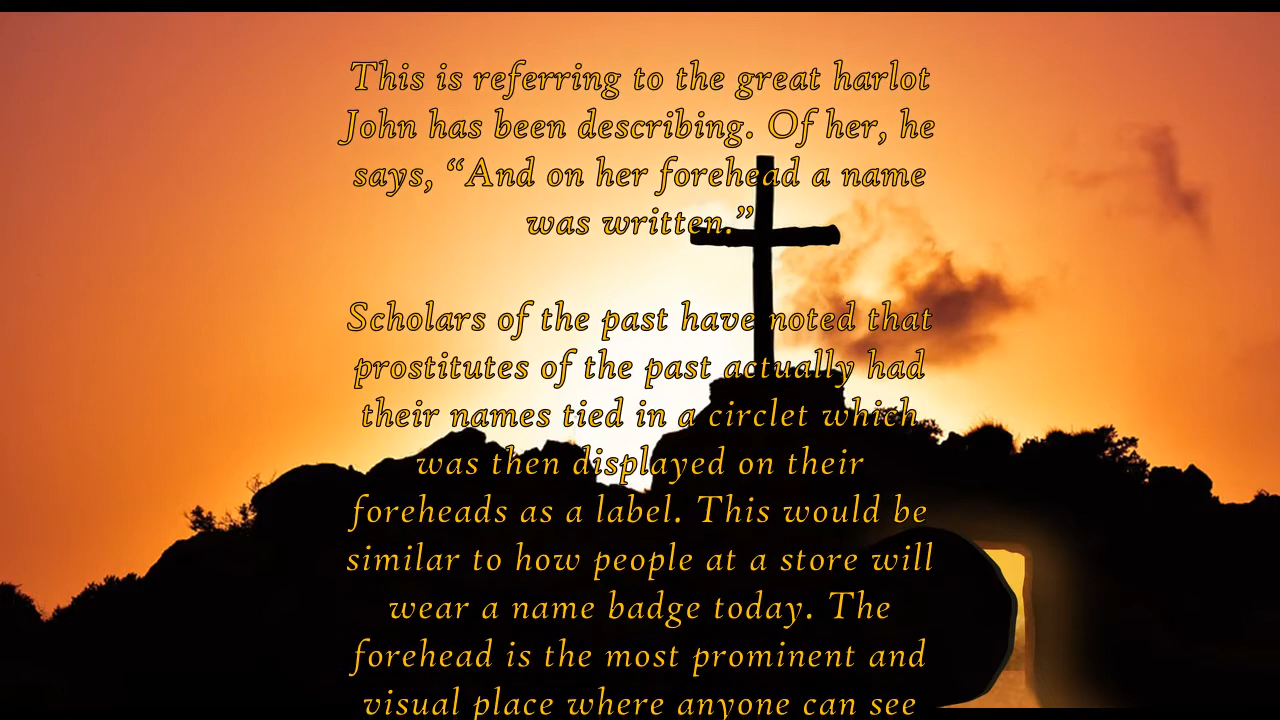 This is referring to the great harlot
John has been describing. Of her, he
says, “And on her forehead a name
was written.”
Scholars of the past have noted that
prostitutes of the past actually had
their names tied in a circlet which
was then displayed on their
foreheads as a label. This would be
similar to how people at a store will
wear a name badge today. The
forehead is the most prominent and
visual place where anyone can see